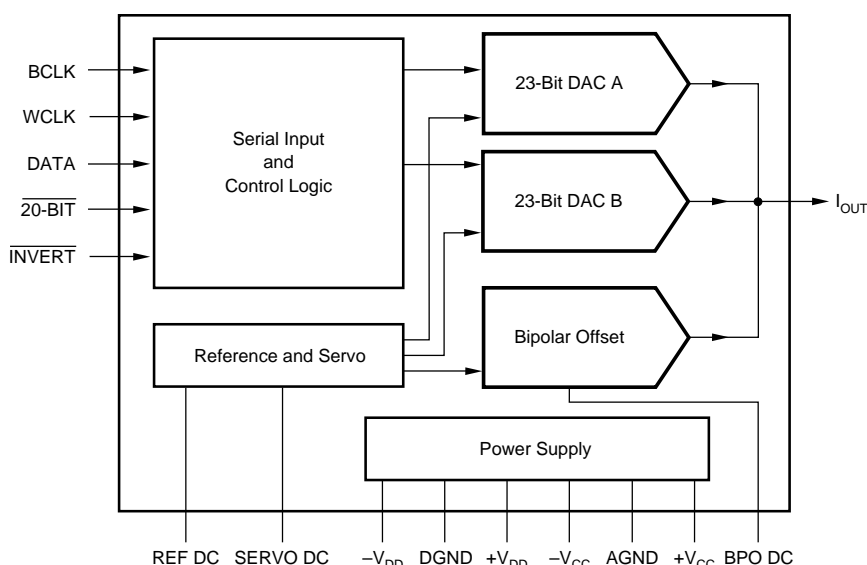 BCLK
WCLK
DATA
20-BIT
INVERT
Serial Input
and
Control Logic
23-Bit DAC A
23-Bit DAC B
I_OUT
Reference and Servo
Bipolar Offset
Power Supply
REF DC SERVO DC –V_DD DGND +V_DD –V_CC AGND +V_CC BPO DC